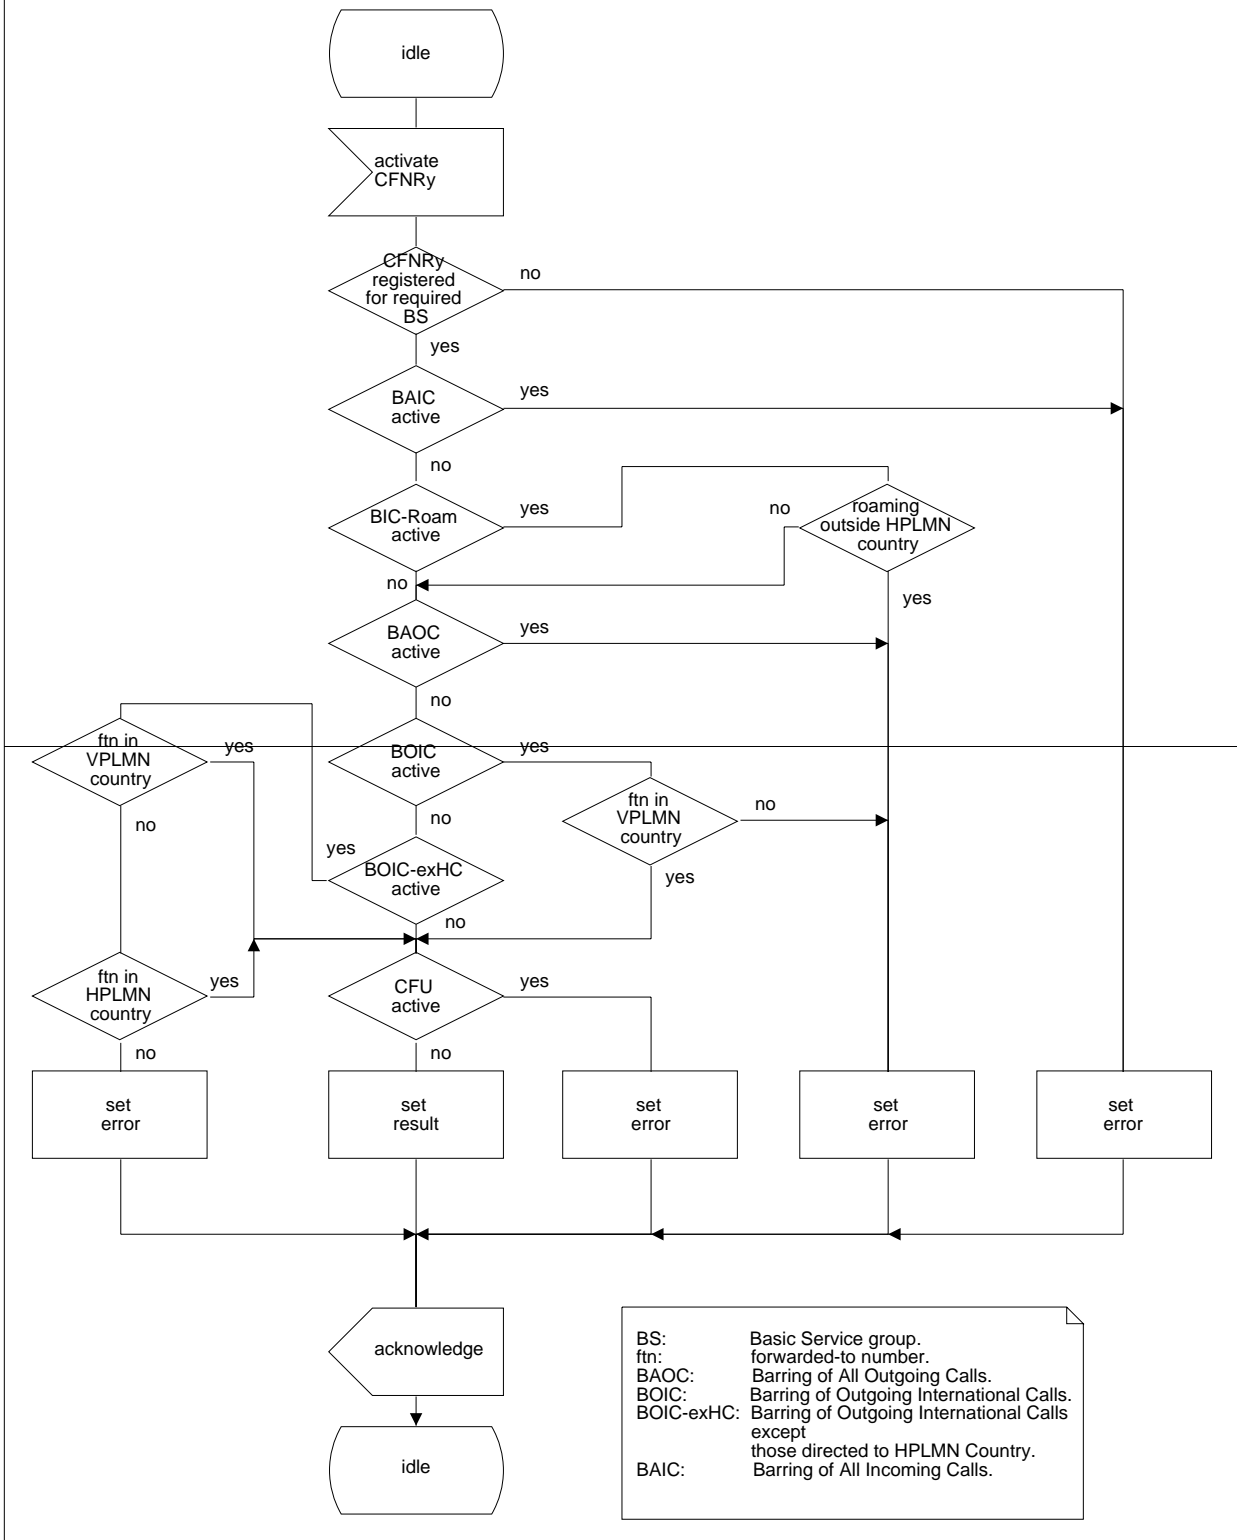 idle
activate
CFNRy
CFNRy
registered
for required
BS
no
yes
BAIC
active
yes
no
BIC-Roam
active
yes
no
roaming
outside HPLMN
country
no
yes
BAOC
active
yes
no
ftn in
VPLMN
country
yes
no
BOIC
active
yes
no
ftn in
VPLMN
country
no
yes
yes
BOIC-exHC
active
no
ftn in
HPLMN
country
yes
no
CFU
active
yes
no
set
error
set
result
set
error
set
error
set
error
acknowledge
idle
BS: Basic Service group.
ftn: forwarded-to number.
BAOC: Barring of All Outgoing Calls.
BOIC: Barring of Outgoing International Calls.
BOIC-exHC: Barring of Outgoing International Calls
except
those directed to HPLMN Country.
BAIC: Barring of All Incoming Calls.